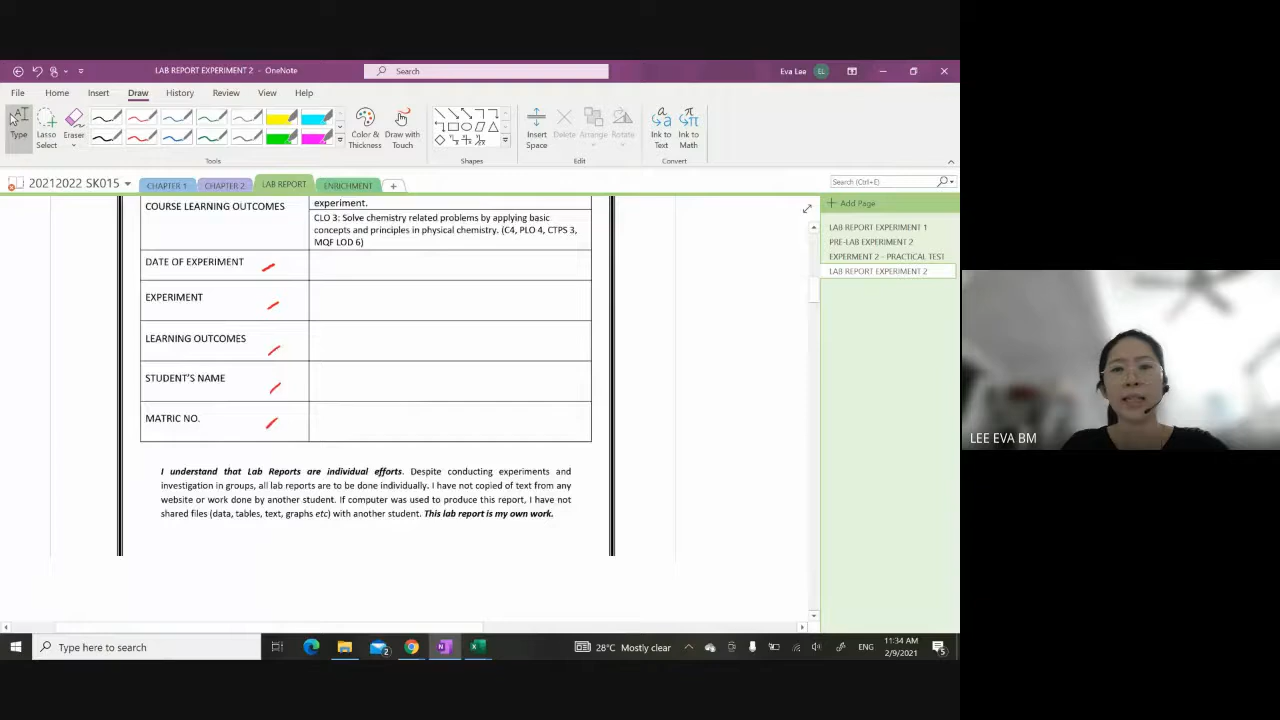 LAB REPORT EXPERIMENT 2 - OneNote
Search
Eva Lee
EL
File
Home
Insert
Draw
History
Review
View
Help
Type
Lasso
Select
Eraser
Color &
Thickness
Draw with
Touch
Insert
Space
Delete
Arrange
Rotate
Ink to
Text
Ink to
Math
Tools
Shapes
Edit
Convert
20212022 SK015
CHAPTER 1
CHAPTER 2
LAB REPORT
ENRICHMENT
Search (Ctrl+E)
Add Page
LAB REPORT EXPERIMENT 1
PRE-LAB EXPERIMENT 2
EXPERMENT 2 - PRACTICAL TEST
LAB REPORT EXPERIMENT 2
COURSE LEARNING OUTCOMES
experiment.
CLO 3: Solve chemistry related problems by applying basic
concepts and principles in physical chemistry. (C4, PLO 4, CTPS 3,
MQF LOD 6)
DATE OF EXPERIMENT
EXPERIMENT
LEARNING OUTCOMES
STUDENT'S NAME
MATRIC NO.
I understand that Lab Reports are individual efforts. Despite conducting experiments and
investigation in groups, all lab reports are to be done individually. I have not copied of text from any
website or work done by another student. If computer was used to produce this report, I have not
shared files (data, tables, text, graphs etc) with another student. This lab report is my own work.
LEE EVA BM
Type here to search
2
28°C Mostly clear
ENG
11:34 AM
2/9/2021
5